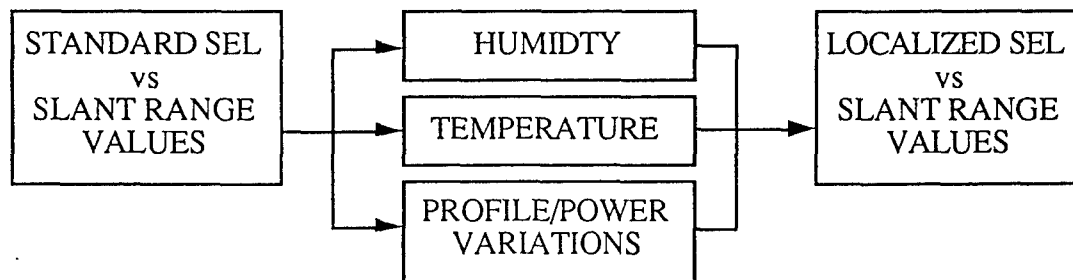 STANDARD SEL
vs
SLANT RANGE
VALUES
HUMIDTY
TEMPERATURE
PROFILE/POWER
VARIATIONS
LOCALIZED SEL
vs
SLANT RANGE
VALUES